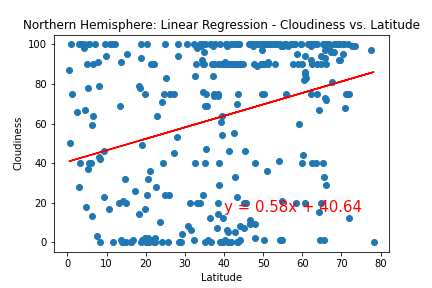 Northern Hemisphere: Linear Regression - Cloudiness vs. Latitude
100
80
60
40
20
0
Cloudiness
y = 0.58x + 40.64
0 10 20 30 40 50 60 70 80
Latitude